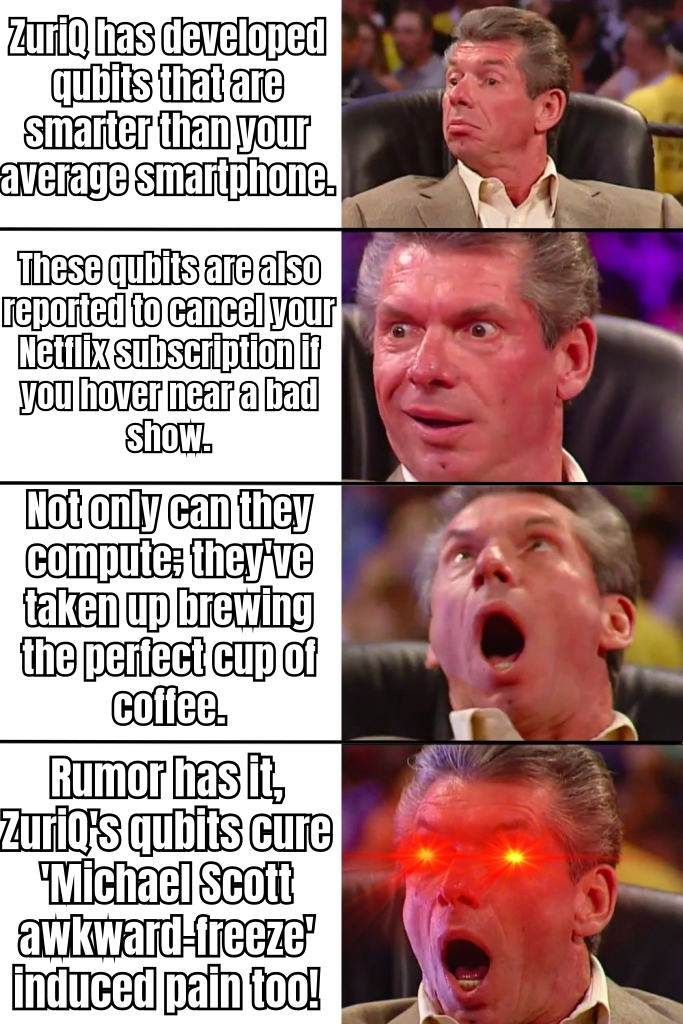 ZuriQ has developed
qubits that are
smarter than your
average smartphone.
These qubits are also
reported to cancel your
Netflix subscription if
you hover near a bad
show.
Not only can they
compute; they've
taken up brewing
the perfect cup of
coffee.
Rumor has it,
ZuriQ's qubits cure
'Michael Scott
awkward-freeze'
induced pain too!